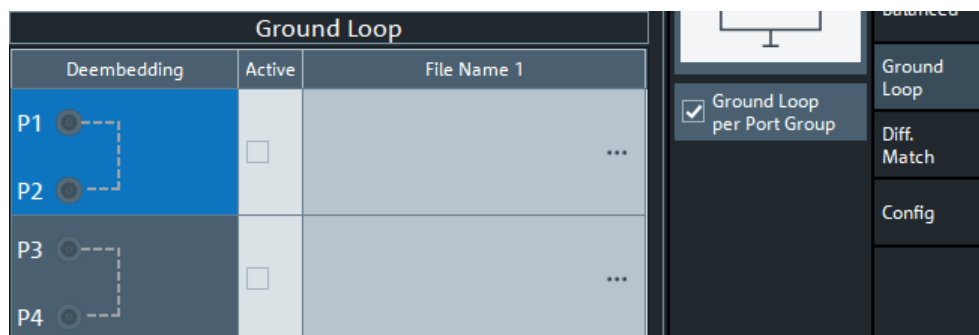 Ground Loop
Deembedding Active File Name 1
P1
...
P2
P3
...
P4
Ground Loop
per Port Group
Balanced
Ground
Loop
Diff.
Match
Config